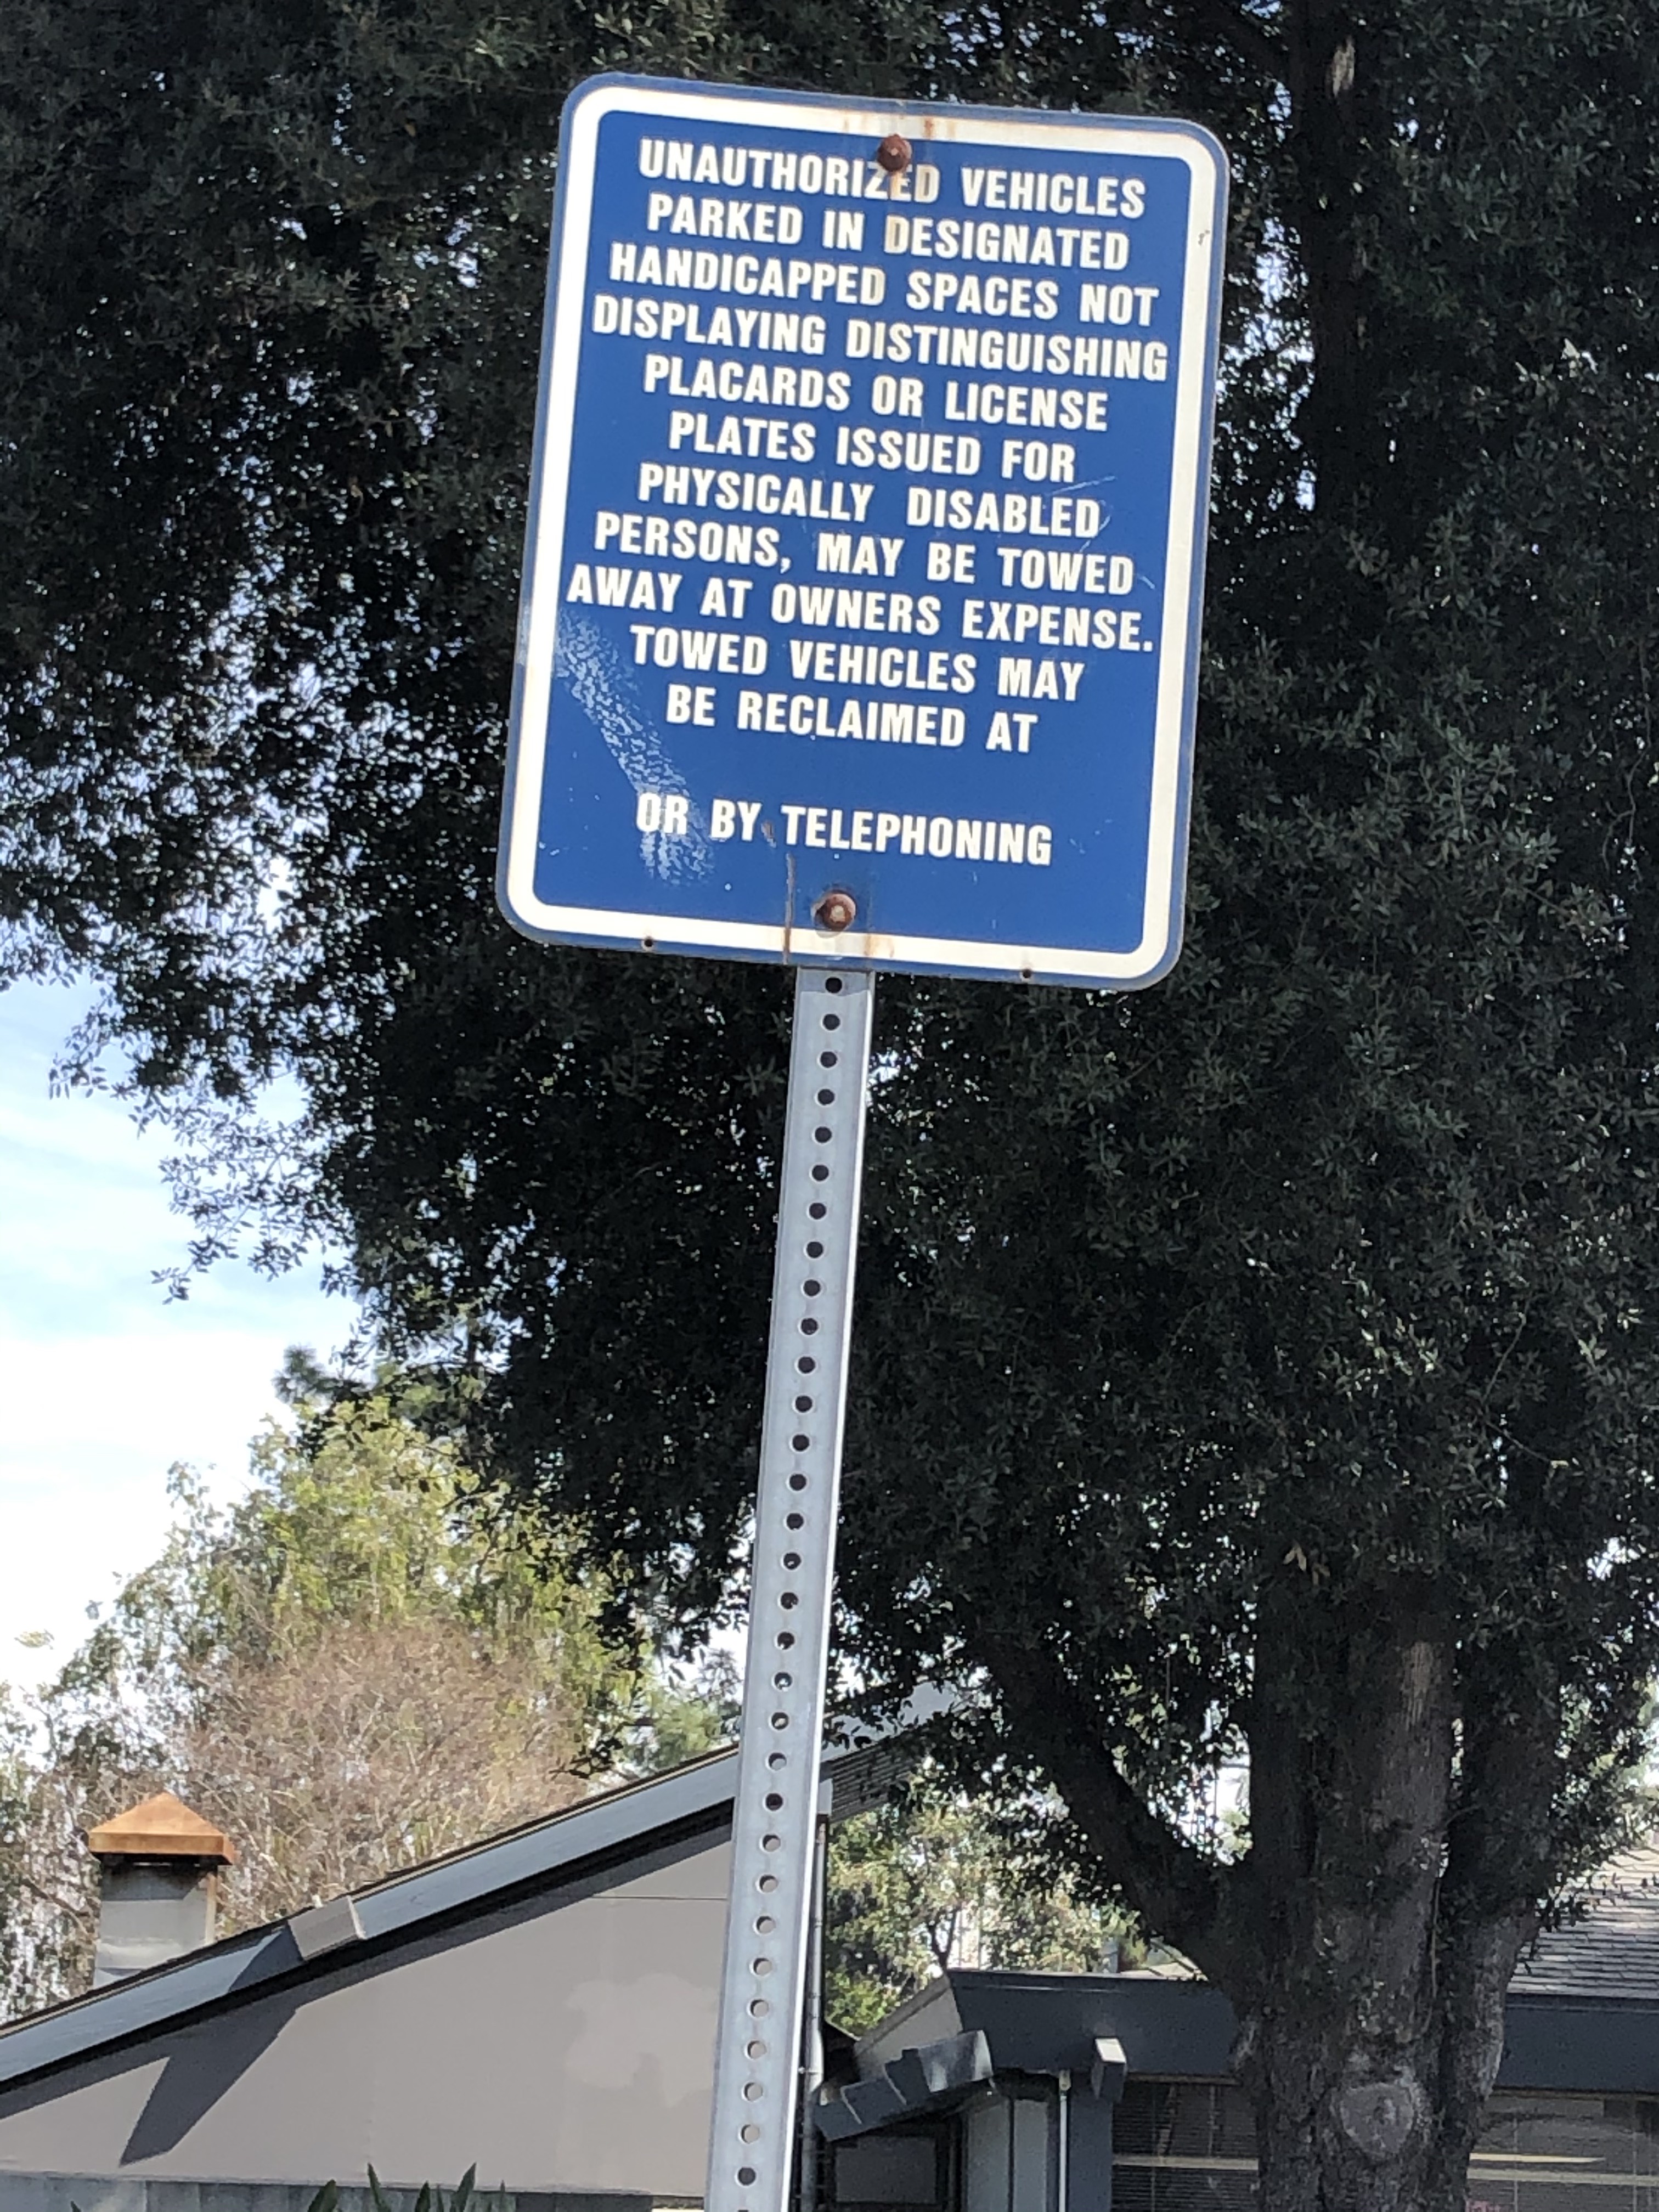 UNAUTHORIZED VEHICLES
PARKED IN DESIGNATED
HANDICAPPED SPACES NOT
DISPLAYING DISTINGUISHING
PLACARDS OR LICENSE
PLATES ISSUED FOR
PHYSICALLY DISABLED
PERSONS, MAY BE TOWED
AWAY AT OWNERS EXPENSE.
TOWED VEHICLES MAY
BE RECLAIMED AT
OR BY TELEPHONING